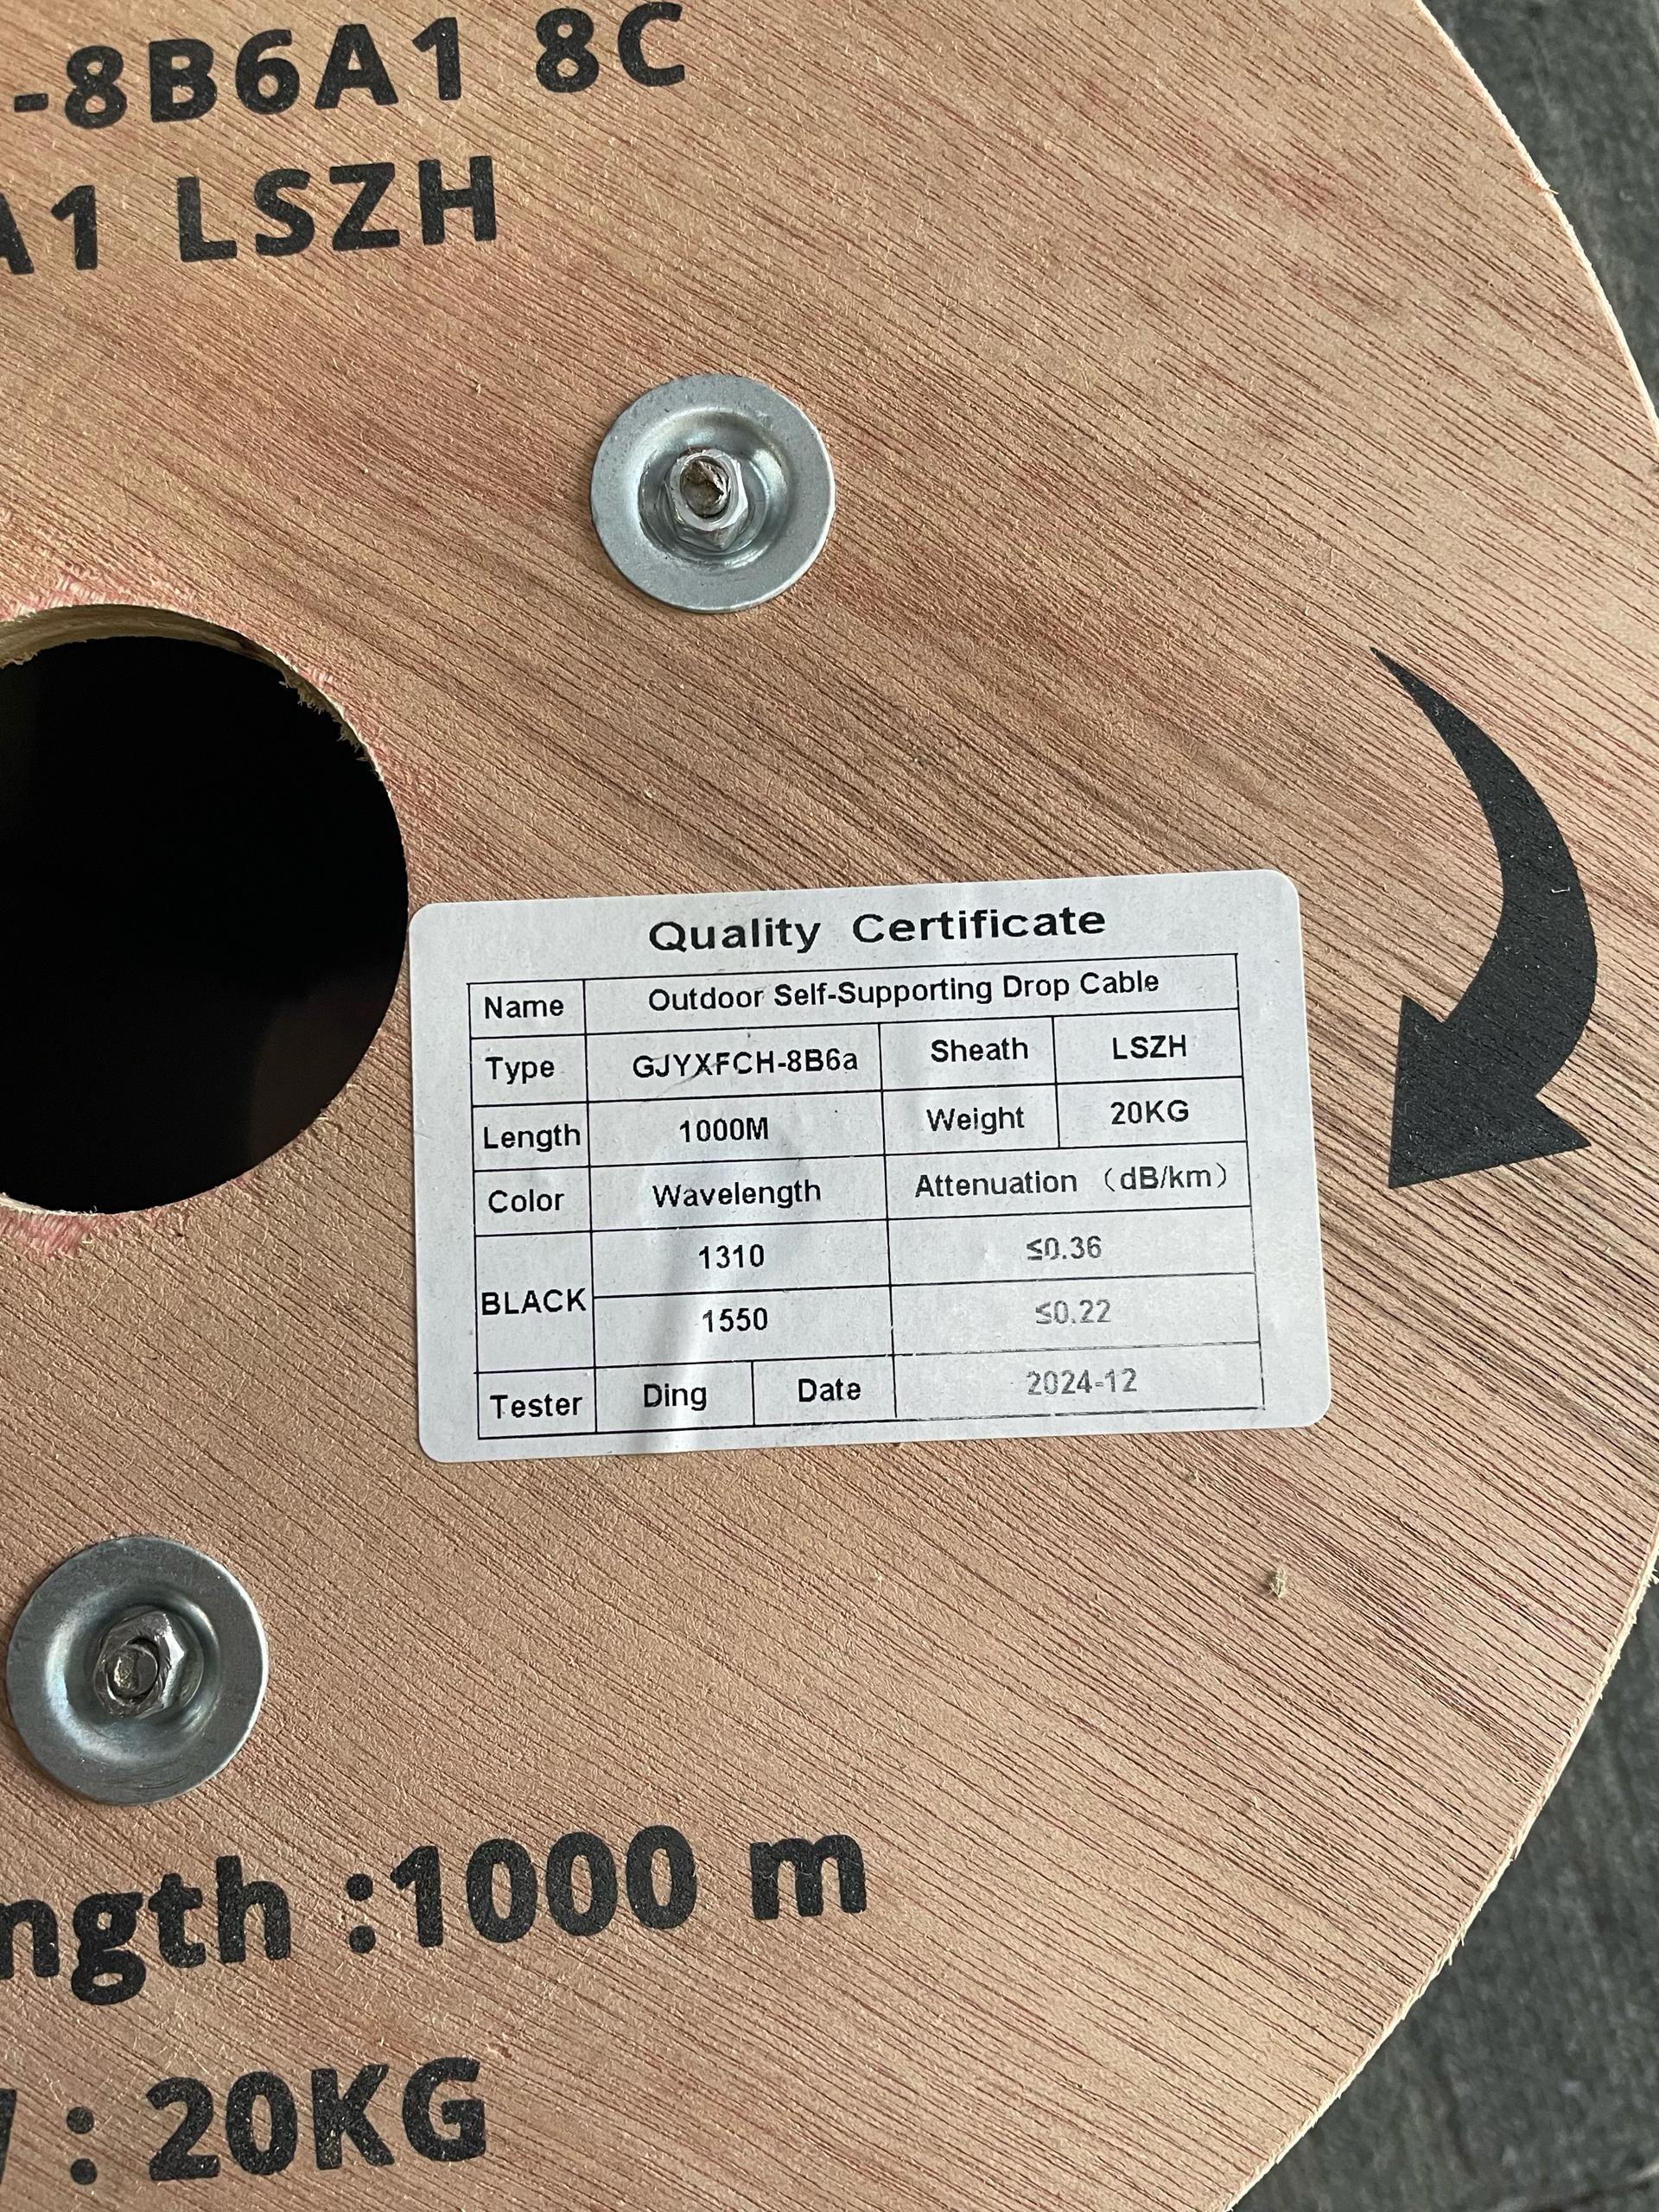 -8B6A1 8C
A1 LSZH
Quality Certificate
Name Outdoor Self-Supporting Drop Cable
Type GJYXFCH-8B6a Sheath LSZH
Length 1000M Weight 20KG
Color Wavelength Attenuation （dB/km）
BLACK 1310 ≤0.36
1550 ≤0.22
Tester Ding Date 2024-12
ngth :1000 m
: 20KG